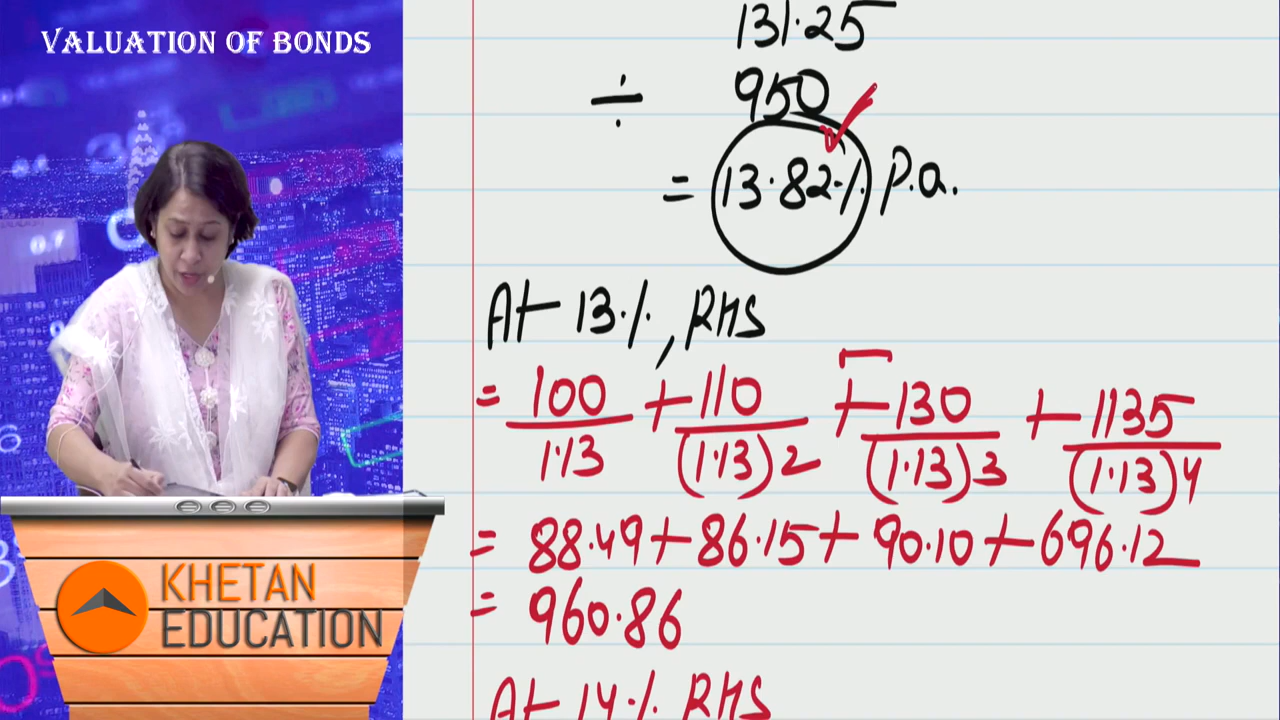 VALUATION OF BONDS
131.25
÷ 950
= 13.82% P.a.
At 13%, RHS
= 100/1.13 + 110/(1.13)2 + 130/(1.13)3 + 1135/(1.13)4
= 88.49 + 86.15 + 90.10 + 696.12
= 960.86
At 14% RHS
KHETAN
EDUCATION